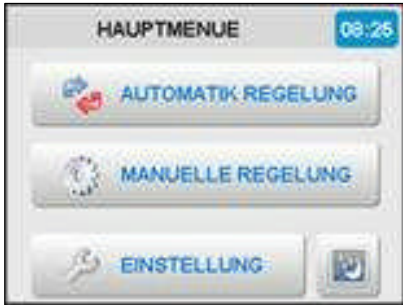 HAUPTMENUE 08:25
AUTOMATIK REGELUNG
MANUELLE REGELUNG
EINSTELLUNG